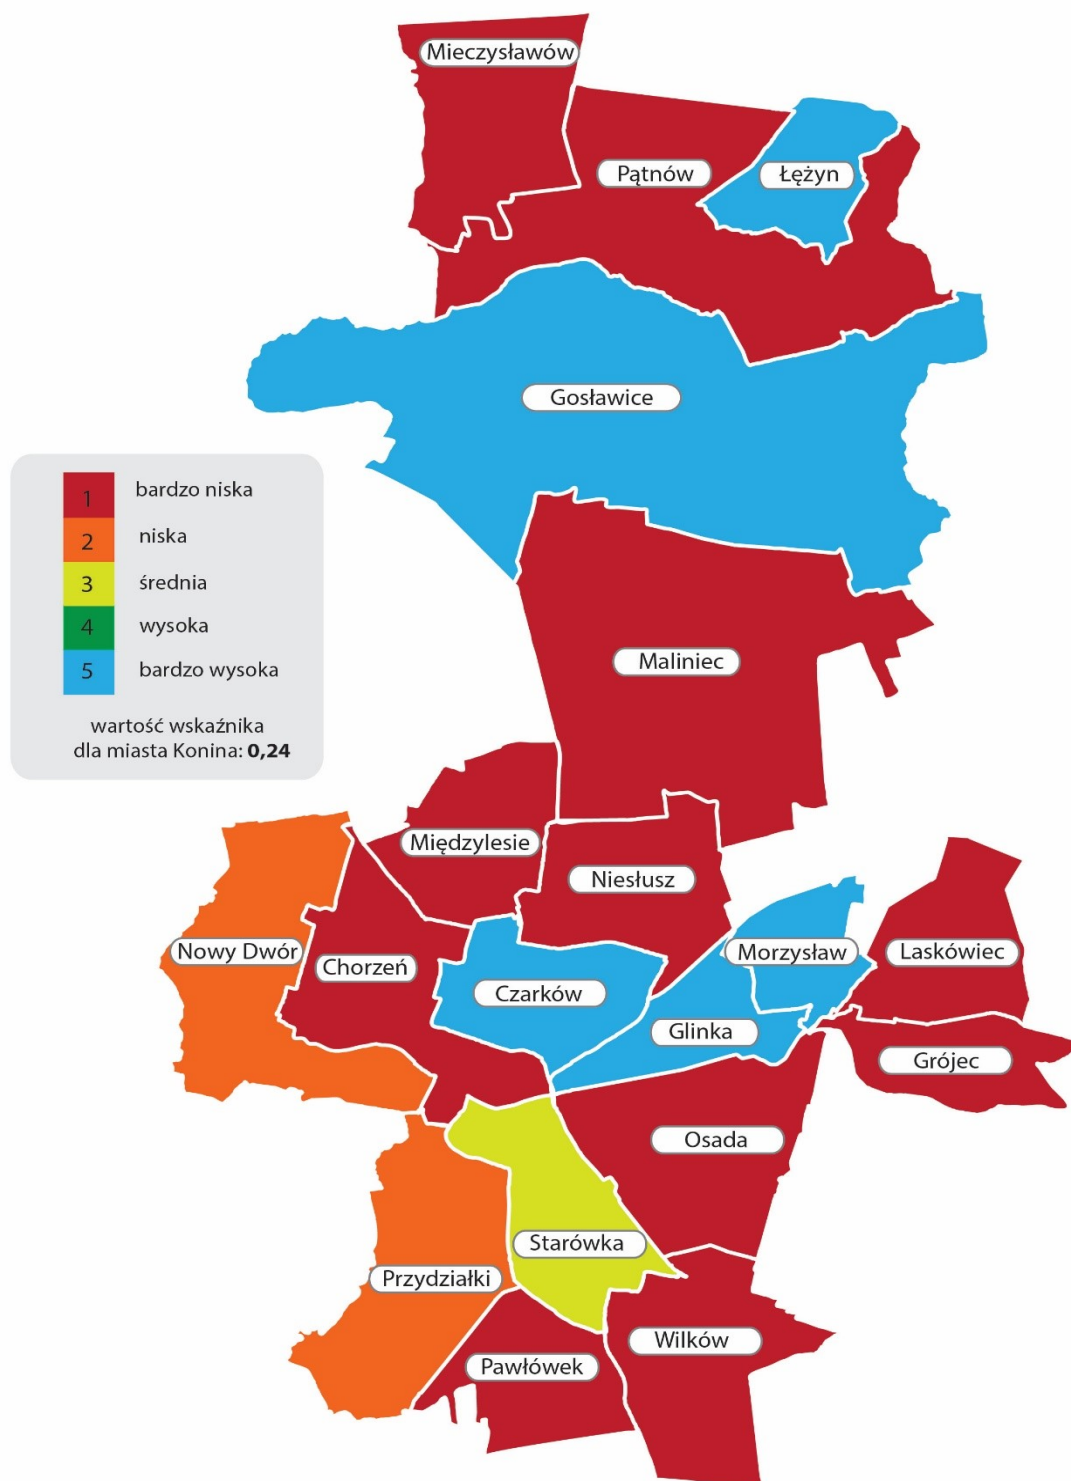 Mieczysławów
Pątnów
Łężyn
Gosławice
1 bardzo niska
2 niska
3 średnia
4 wysoka
5 bardzo wysoka
wartość wskaźnika
dla miasta Konina: 0,24
Maliniec
Międzylesie
Niesłusz
Nowy Dwór
Chorzeń
Czarków
Morzysław
Laskówiec
Glinka
Grójec
Osada
Starówka
Przydziałki
Wilków
Pawłówek